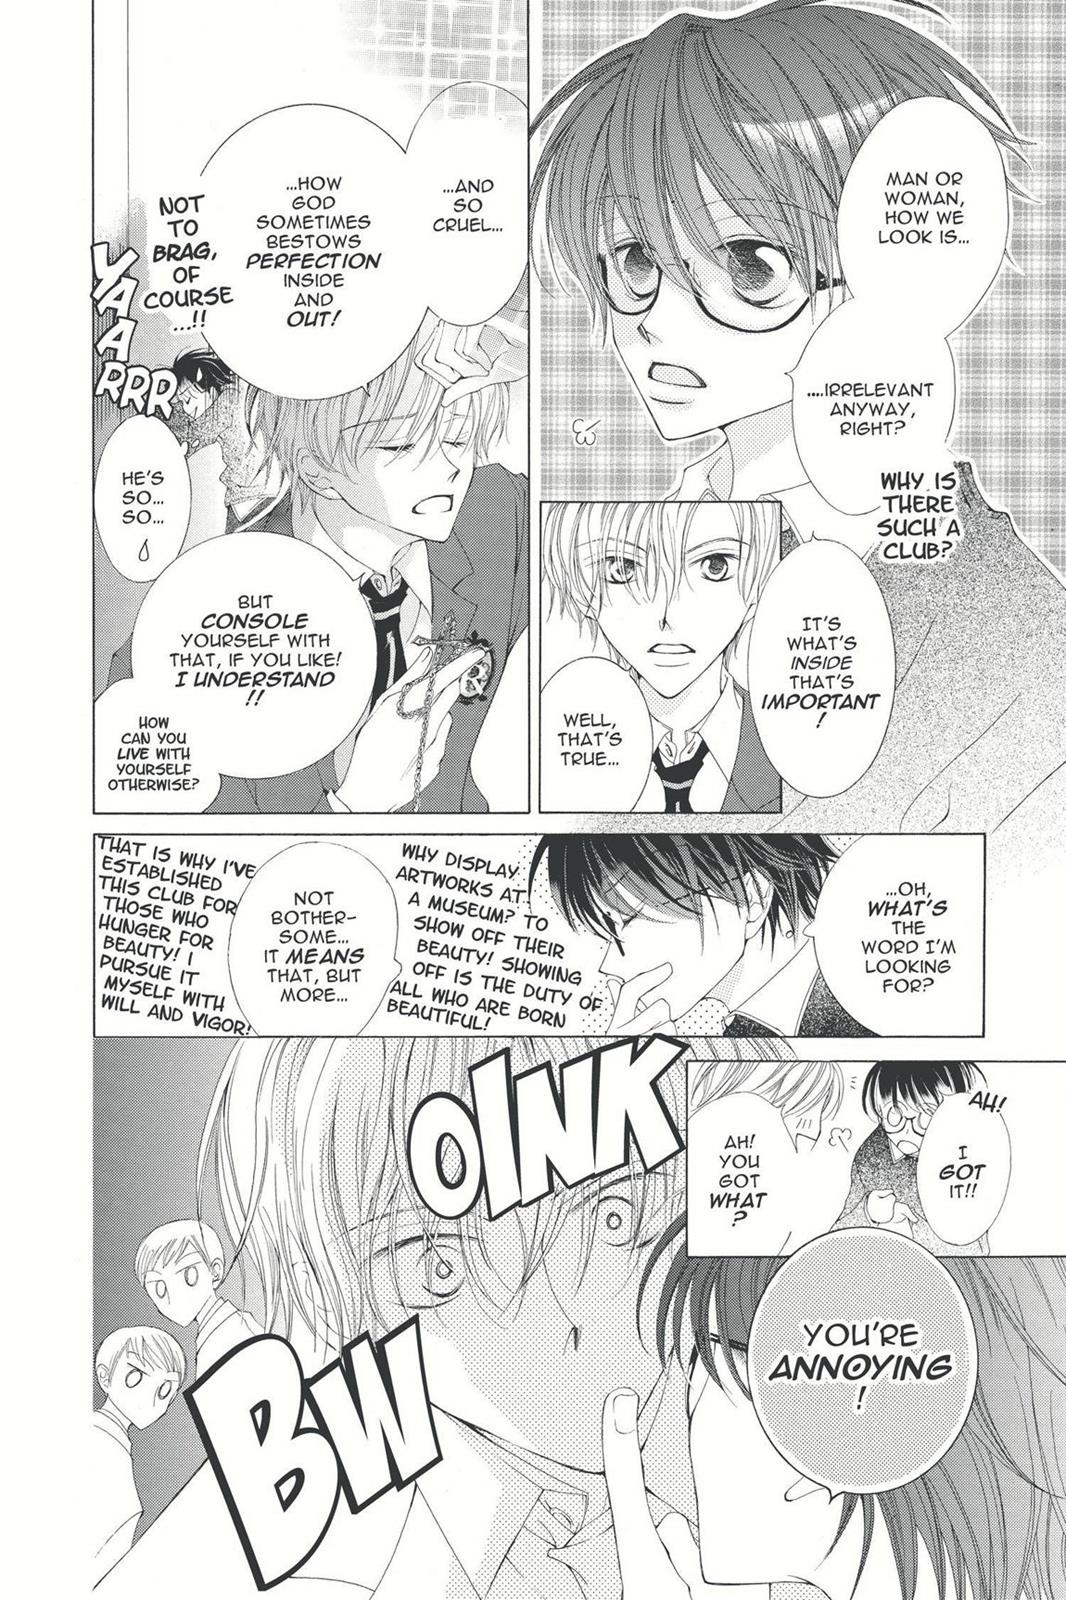 MAN OR
WOMAN,
HOW WE
LOOK IS...
....IRRELEVANT
ANYWAY,
RIGHT?
WHY IS
THERE
SUCH A
CLUB?
IT'S
WHAT'S
INSIDE
THAT'S
IMPORTANT
!
WELL,
THAT'S
TRUE...
...AND
SO
CRUEL...
...HOW
GOD
SOMETIMES
BESTOWS
PERFECTION
INSIDE
AND
OUT!
NOT
TO
BRAG,
OF
COURSE
...!!
YAARRR
HE'S
SO...
SO...
BUT
CONSOLE
YOURSELF WITH
THAT, IF YOU LIKE!
I UNDERSTAND
!!
HOW
CAN YOU
LIVE WITH
YOURSELF
OTHERWISE?
...OH,
WHAT'S
THE
WORD I'M
LOOKING
FOR?
WHY DISPLAY
ARTWORKS AT
A MUSEUM? TO
SHOW OFF THEIR
BEAUTY! SHOWING
OFF IS THE DUTY OF
ALL WHO ARE BORN
BEAUTIFUL!
NOT
BOTHER-
SOME...
IT MEANS
THAT, BUT
MORE...
THAT IS WHY I'VE
ESTABLISHED
THIS CLUB FOR
THOSE WHO
HUNGER FOR
BEAUTY! I
PURSUE IT
MYSELF WITH
WILL AND VIGOR!
AH!
I
GOT
IT!!
AH!
YOU
GOT
WHAT
?
OINK
YOU'RE
ANNOYING
!
BW